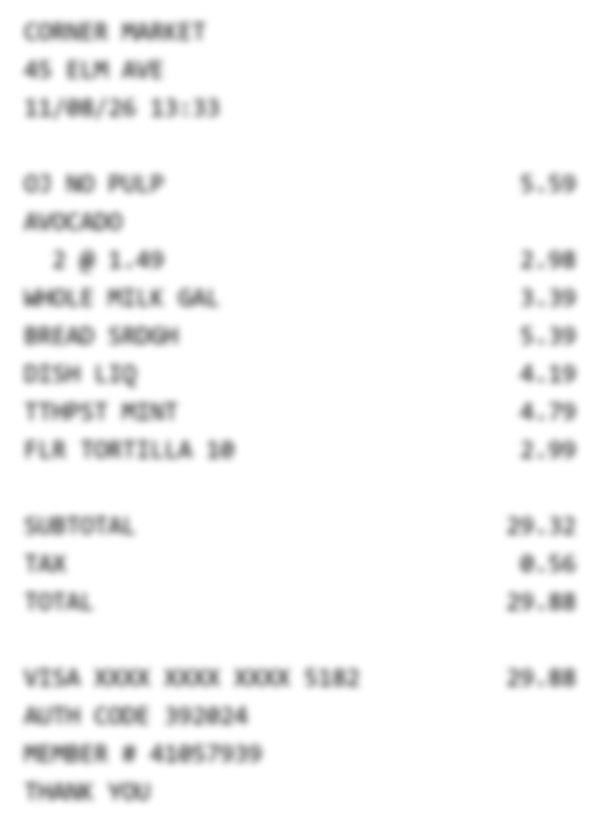 CORNER MARKET
45 ELM AVE
11/08/26 13:33
OJ NO PULP 5.59
AVOCADO
2 @ 1.49 2.98
WHOLE MILK GAL 3.39
BREAD SRDGH 5.39
DISH LIQ 4.19
TTHPST MINT 4.79
FLR TORTILLA 10 2.99
SUBTOTAL 29.32
TAX 0.56
TOTAL 29.88
VISA XXXX XXXX XXXX 5182 29.88
AUTH CODE 392024
MEMBER # 41057939
THANK YOU